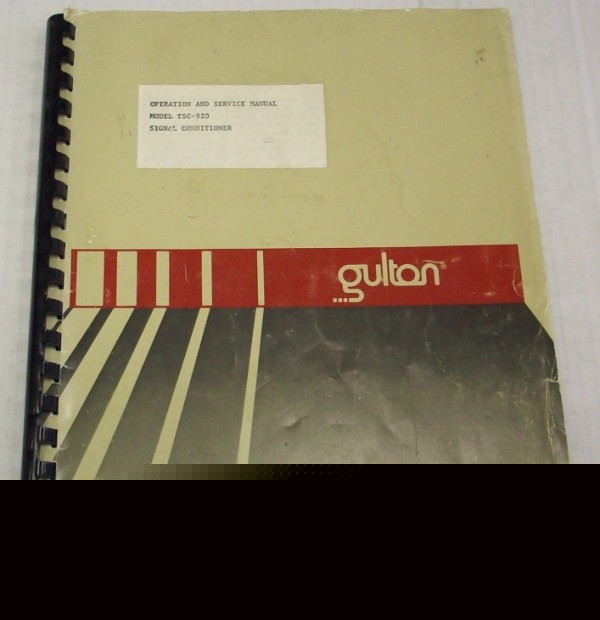 OPERATION AND SERVICE MANUAL
MODEL TSC-920
SIGNAL CONDITIONER
gulton®